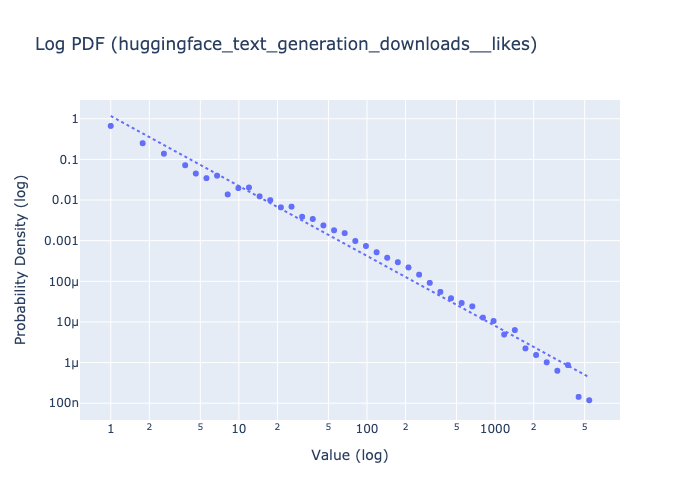 Log PDF (huggingface_text_generation_downloads__likes)
Probability Density (log)
1
0.1
0.01
0.001
100μ
10μ
1μ
100n
1 2 5 10 2 5 100 2 5 1000 2 5
Value (log)